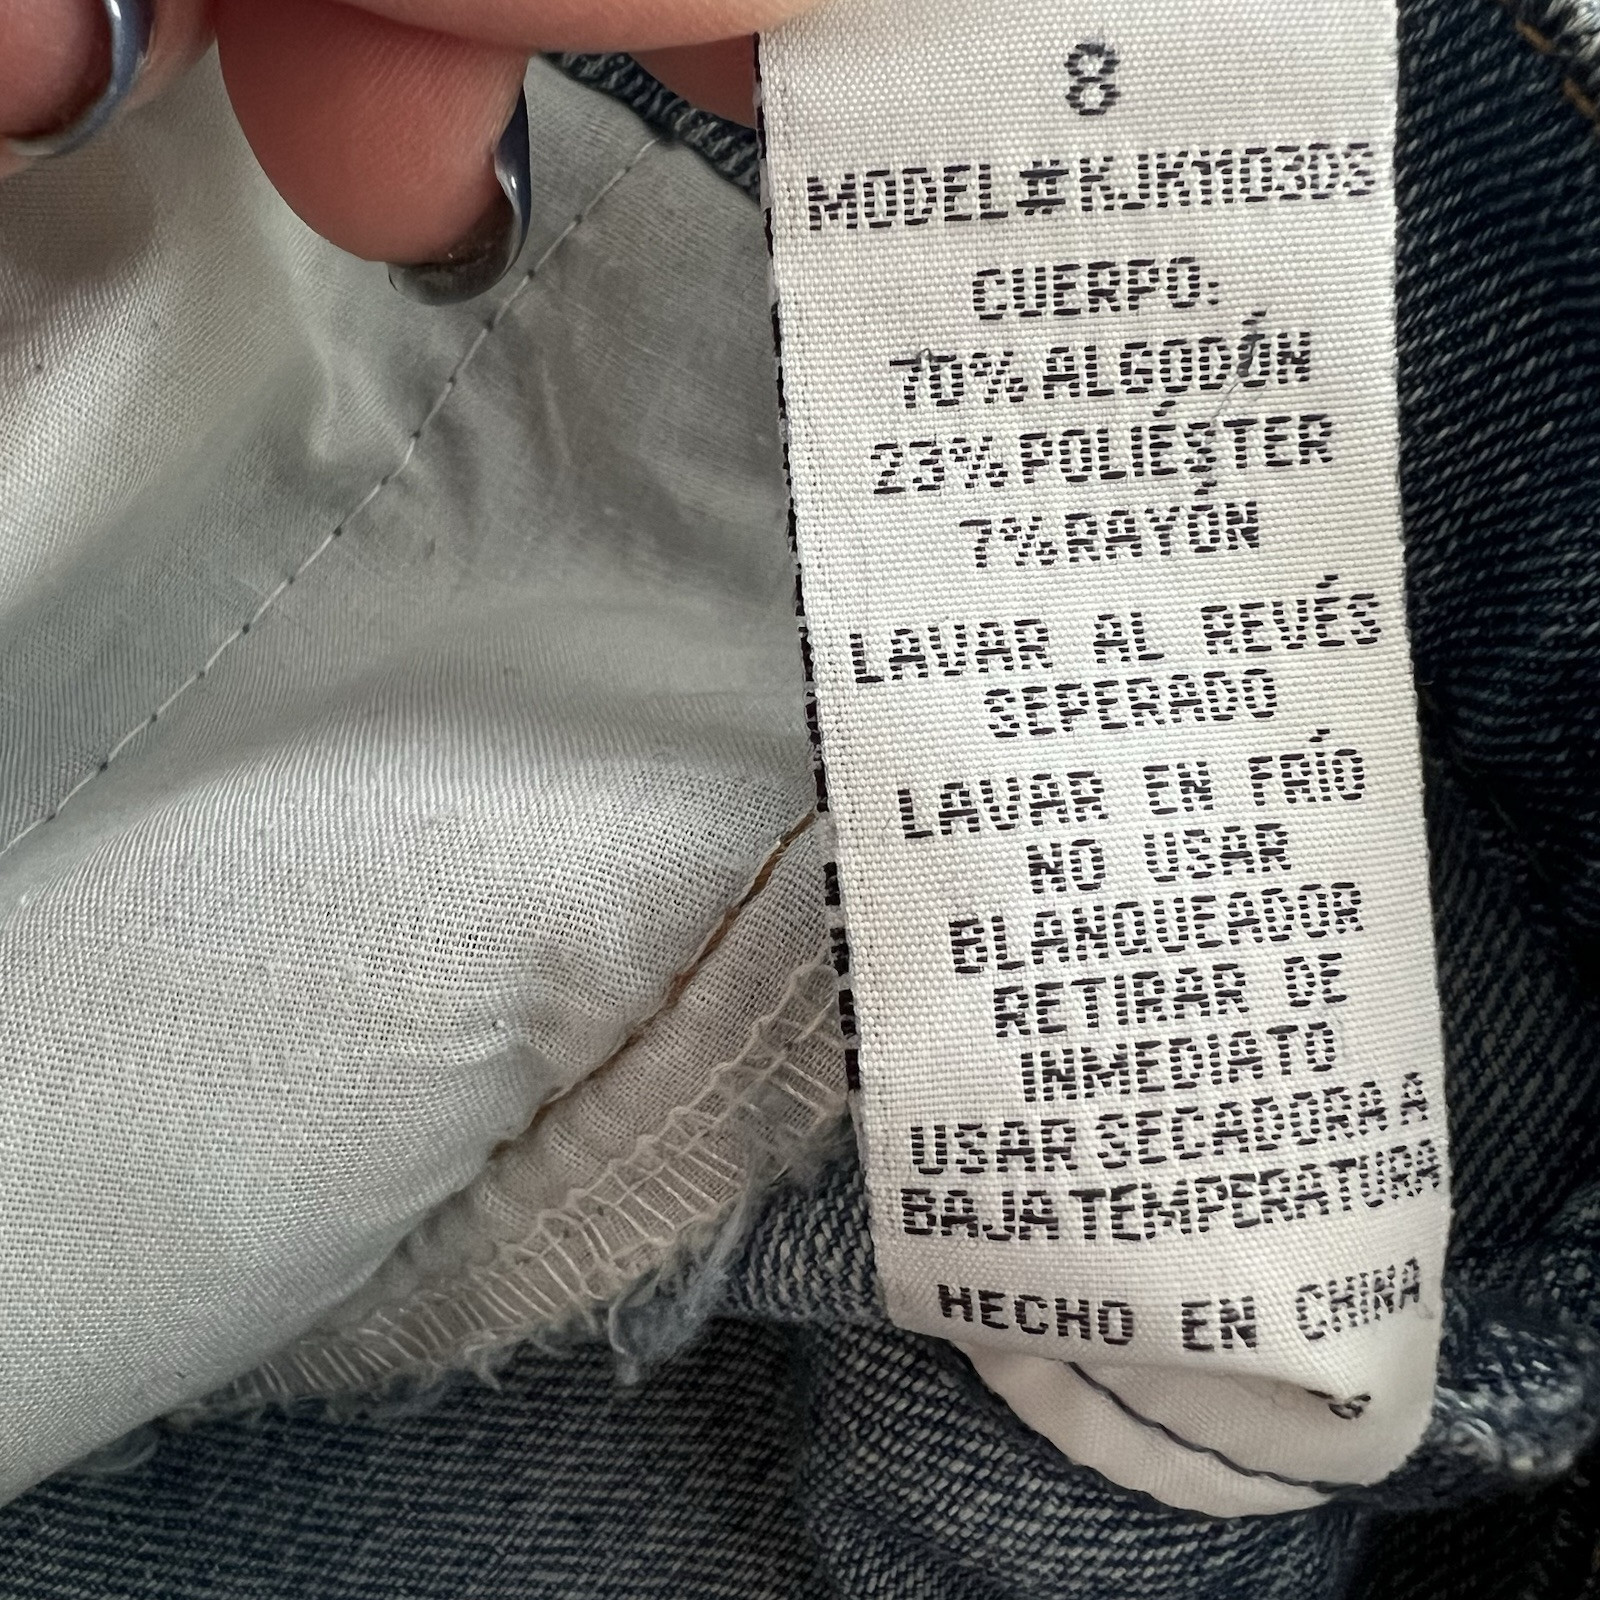 8
MODEL#KJK11030S
CUERPO:
70% ALGODÓN
23% POLIÉSTER
7% RAYÓN
LAVAR AL REVÉS
SEPERADO
LAVAR EN FRÍO
NO USAR
BLANQUEADOR
RETIRAR DE
INMEDIATO
USAR SECADORA A
BAJA TEMPERATURA
HECHO EN CHINA